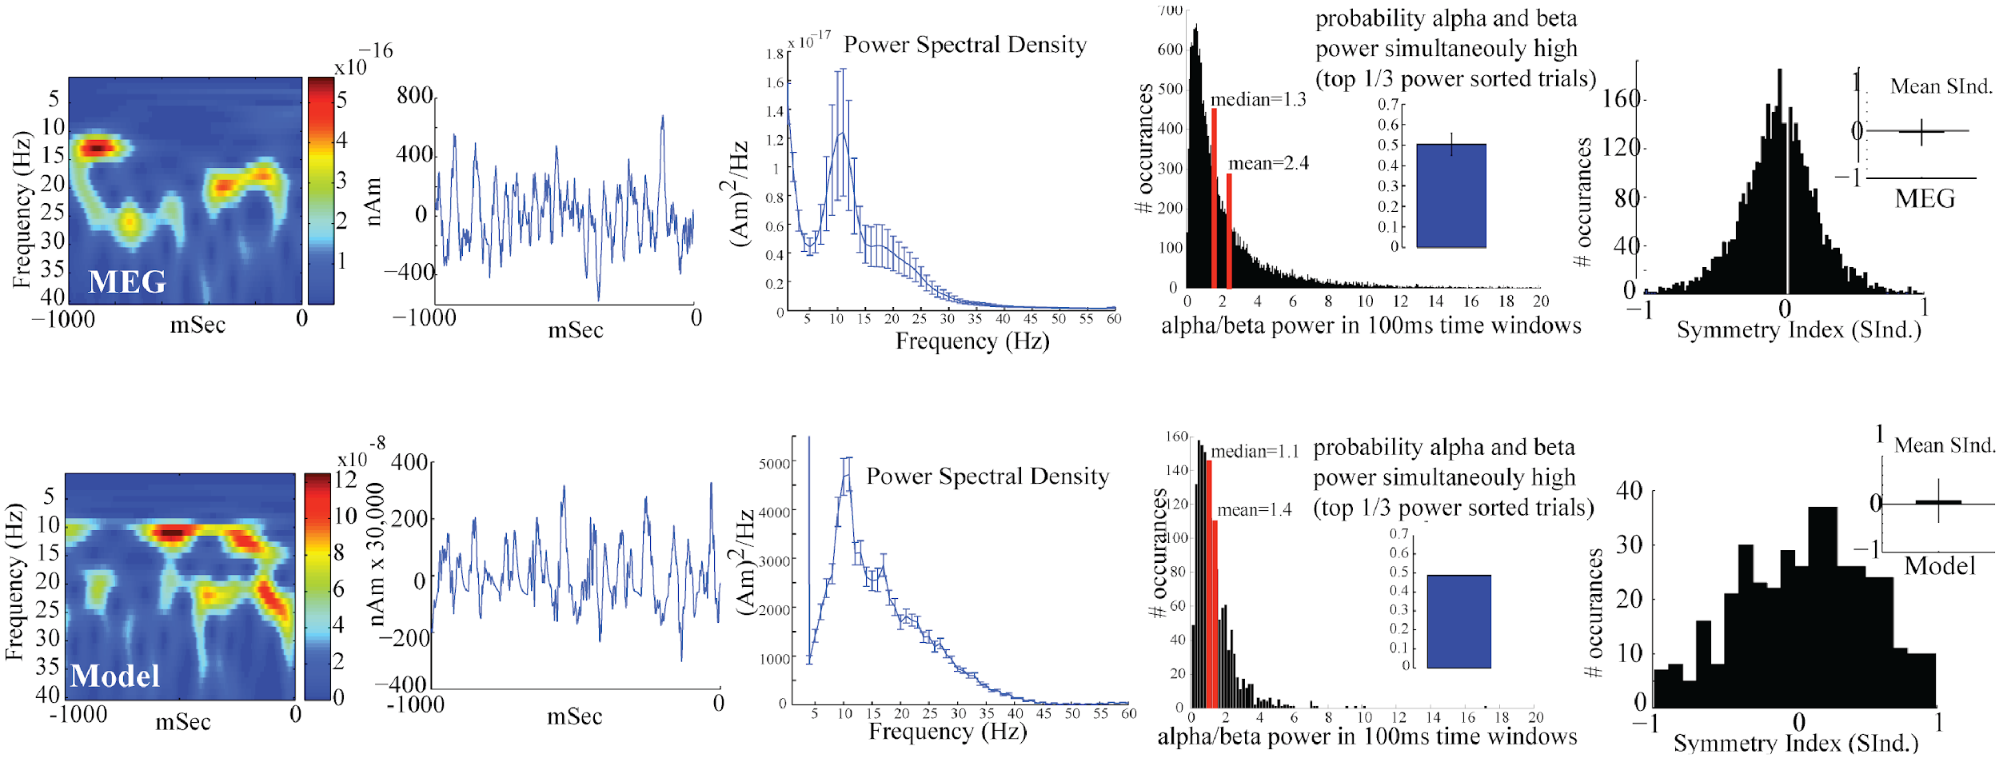 x10
−16
5
10
15
20
25
30
35
40
Frequency (Hz)
MEG
−1000
mSec
0
5
4
3
2
1
800
400
0
−400
nAm
−1000
mSec
0
x 10
-17
Power Spectral Density
1.8
1.6
1.4
1.2
1
0.8
0.6
0.4
0.2
0
(Am)²/Hz
5 10 15 20 25 30 35 40 45 50 55 60
Frequency (Hz)
700
600
500
400
300
200
100
0
# occurances
probability alpha and beta
power simultaneouly high
(top 1/3 power sorted trials)
median=1.3
mean=2.4
0.7
0.6
0.5
0.4
0.3
0.2
0.1
0
0 2 4 6 8 10 12 14 16 18 20
alpha/beta power in 100ms time windows
160
120
80
40
0
# occurances
−1 0 1
Symmetry Index (SInd.)
1
0
−1
Mean SInd.
MEG
x10
-8
5
10
15
20
25
30
35
40
Frequency (Hz)
Model
-1000
mSec
0
12
10
8
6
4
2
0
400
200
0
−200
−400
nAm x 30,000
-1000
mSec
0
Power Spectral Density
5000
4000
3000
2000
1000
0
(Am)²/Hz
5 10 15 20 25 30 35 40 45 50 55 60
Frequency (Hz)
160
140
120
100
80
60
40
20
0
# occurances
probability alpha and beta
power simultaneouly high
(top 1/3 power sorted trials)
median=1.1
mean=1.4
0.7
0.6
0.5
0.4
0.3
0.2
0.1
0
0 2 4 6 8 10 12 14 16 18 20
alpha/beta power in 100ms time windows
40
30
20
10
0
# occurances
−1 0 1
Symmetry Index (SInd.)
1
0
−1
Mean SInd.
Model